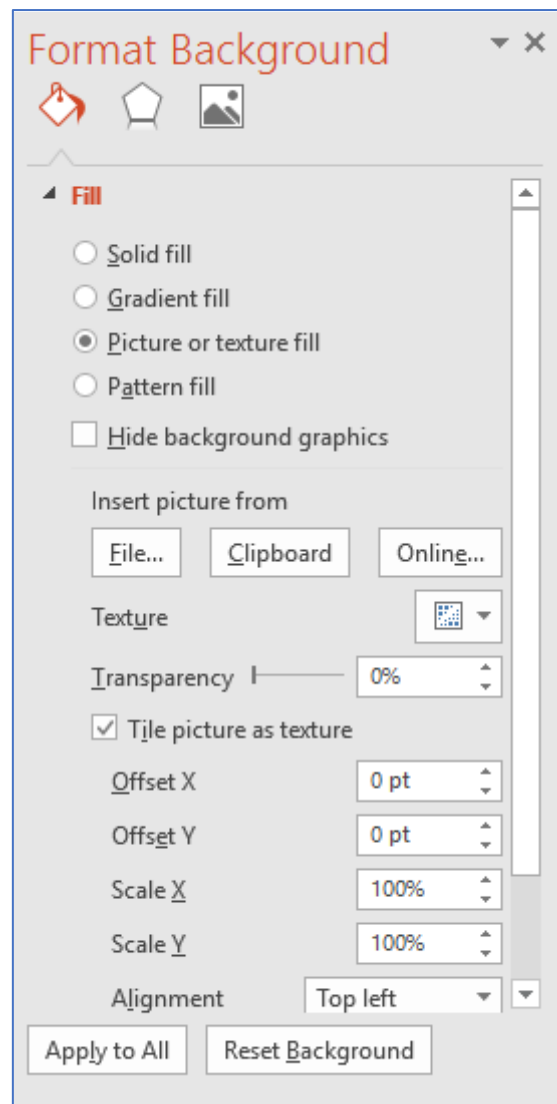 Format Background
Fill
Solid fill
Gradient fill
Picture or texture fill
Pattern fill
Hide background graphics
Insert picture from
File... Clipboard Online...
Texture
Transparency 0%
Tile picture as texture
Offset X 0 pt
Offset Y 0 pt
Scale X 100%
Scale Y 100%
Alignment Top left
Apply to All Reset Background